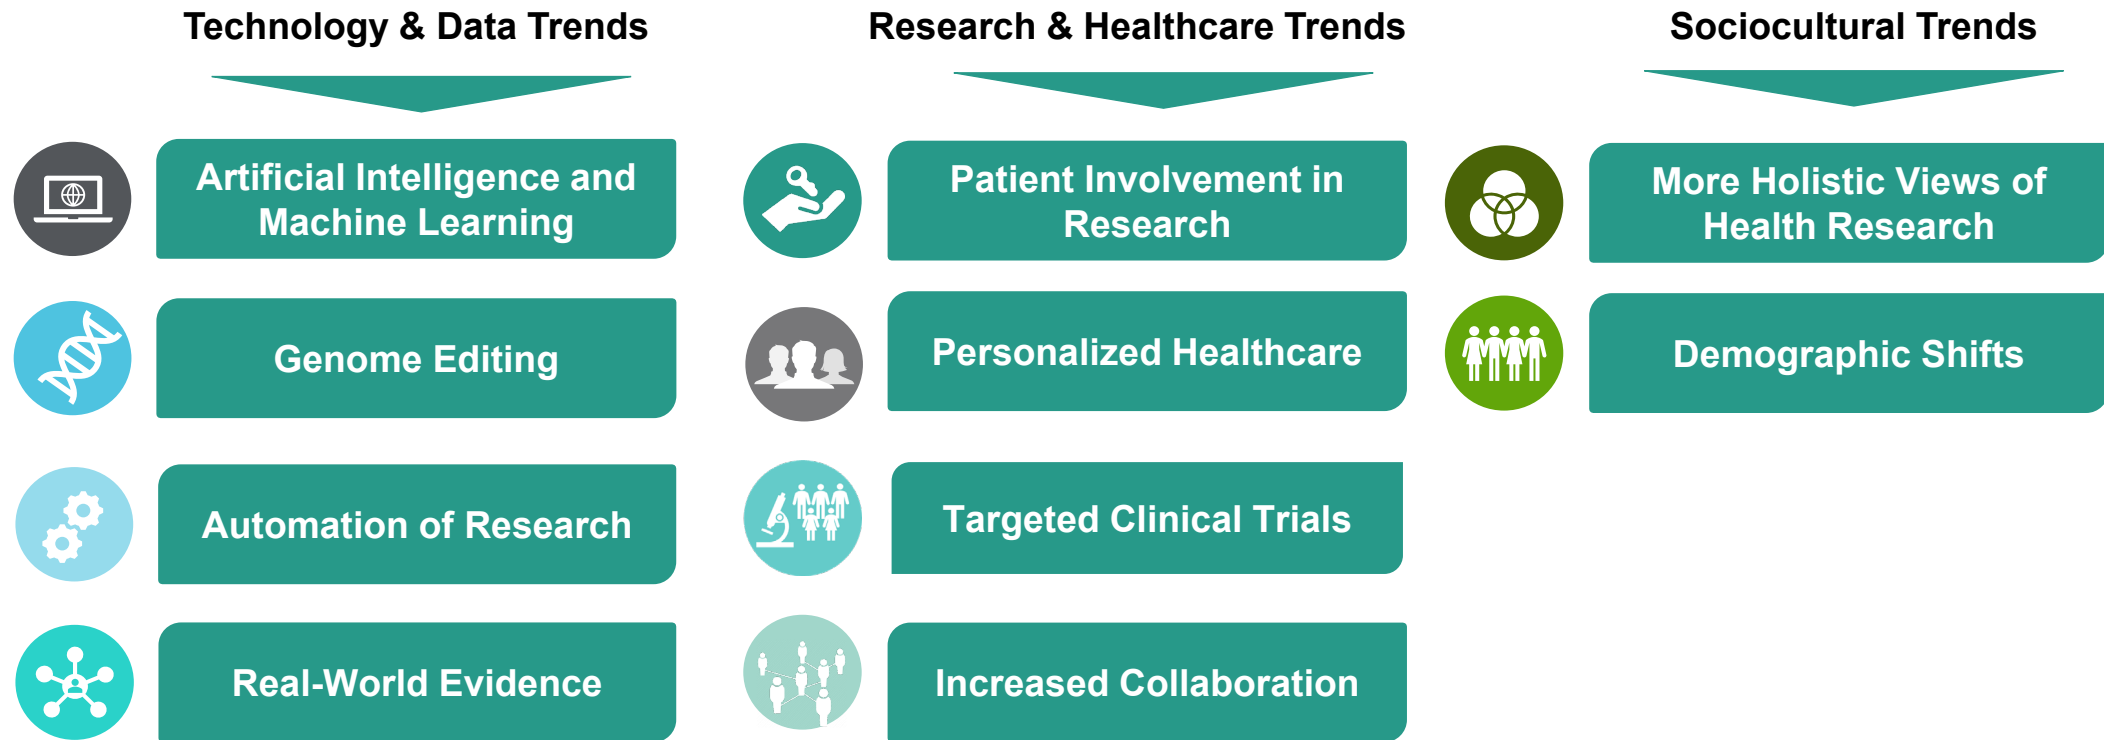 Technology & Data Trends
Artificial Intelligence and
Machine Learning
Genome Editing
Automation of Research
Real-World Evidence
Research & Healthcare Trends
Patient Involvement in
Research
Personalized Healthcare
Targeted Clinical Trials
Increased Collaboration
Sociocultural Trends
More Holistic Views of
Health Research
Demographic Shifts